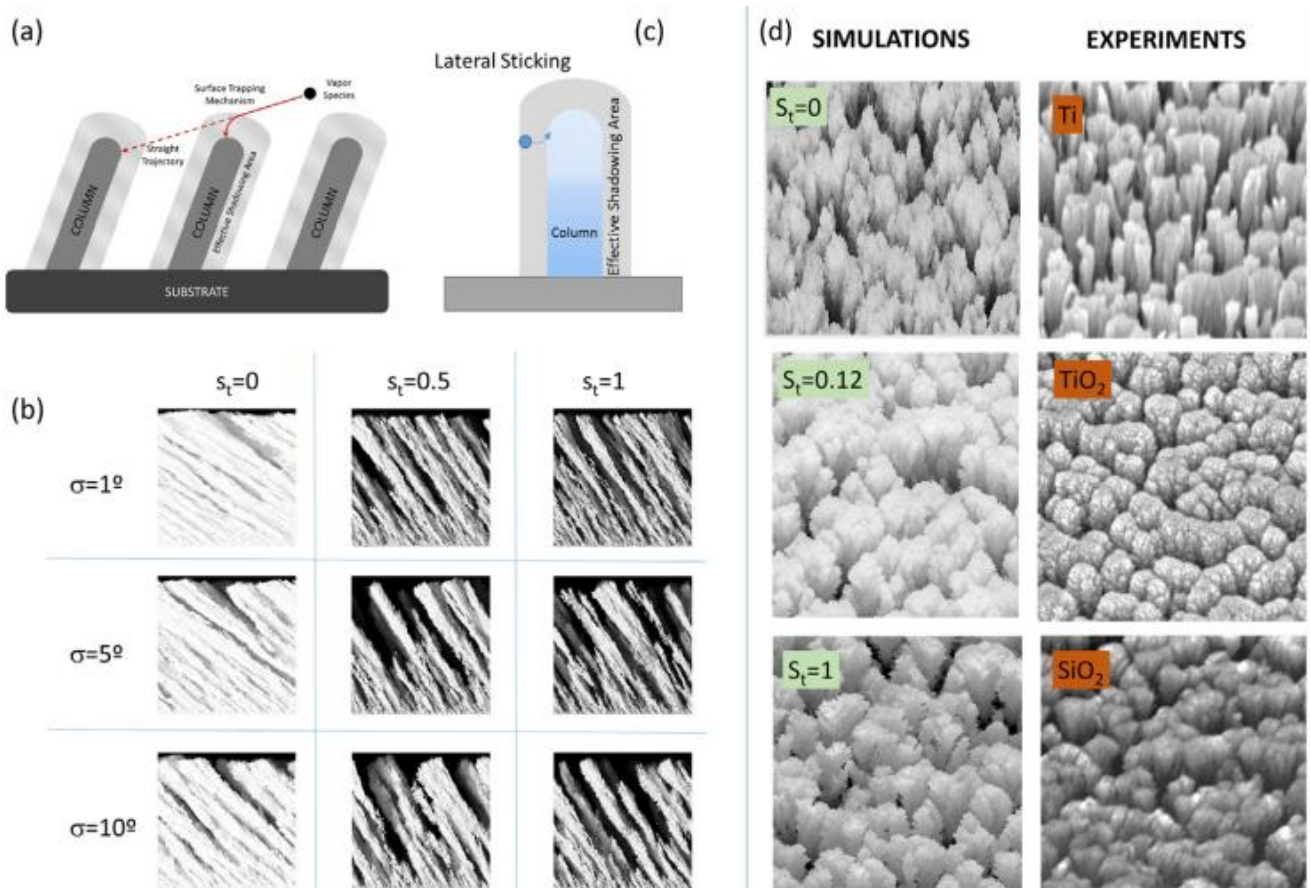 (a)
Surface Trapping
Mechanism
Vapor
Species
Straight
Trajectory
COLUMN
COLUMN
Effective Shadowing Area
COLUMN
SUBSTRATE
(c)
Lateral Sticking
Column
Effective Shadowing Area
(b)
sₜ=0
sₜ=0.5
sₜ=1
σ=1º
σ=5º
σ=10º
(d)
SIMULATIONS
EXPERIMENTS
Sₜ=0
Ti
Sₜ=0.12
TiO₂
Sₜ=1
SiO₂